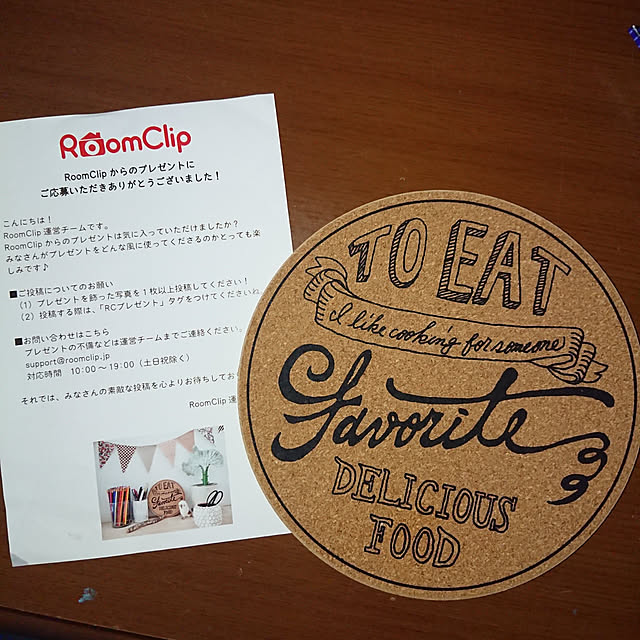 RoomClip
RoomClip からのプレゼントに
ご応募いただきありがとうございました！
こんにちは！
RoomClip 運営チームです。
RoomClip からのプレゼントは気に入っていただけましたか？
みなさんがプレゼントをどんな風に使ってくださるのかとっても楽
しみです♪
■ご投稿についてのお願い
（1）プレゼントを飾った写真を１枚以上投稿してください！
（2）投稿する際は、「RCプレゼント」タグをつけてくださいね
■お問い合わせはこちら
プレゼントの不備などは運営チームまでご連絡ください。
support@roomclip.jp
対応時間　10:00～19:00（土日祝除く）
それでは、みなさんの素敵な投稿を心よりお待ちしてお
RoomClip 運
TO EAT
Favorite
DELICIOUS
FOOD
TO EAT
I like cooking for someone
Favorite
DELICIOUS
FOOD